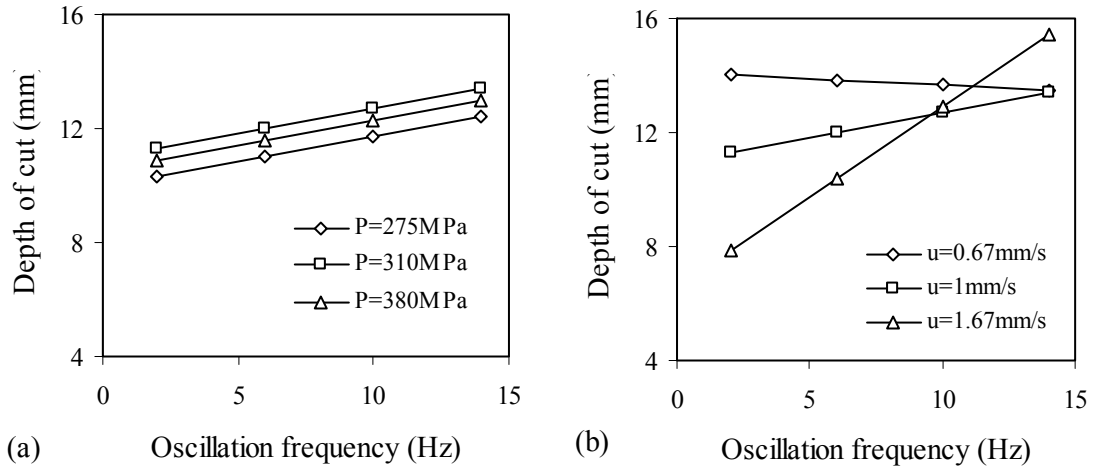 16
12
8
4
Depth of cut (mm)
P=275MPa
P=310MPa
P=380MPa
0
5
10
15
(a)
Oscillation frequency (Hz)
16
12
8
4
Depth of cut (mm)
u=0.67mm/s
u=1mm/s
u=1.67mm/s
0
5
10
15
(b)
Oscillation frequency (Hz)